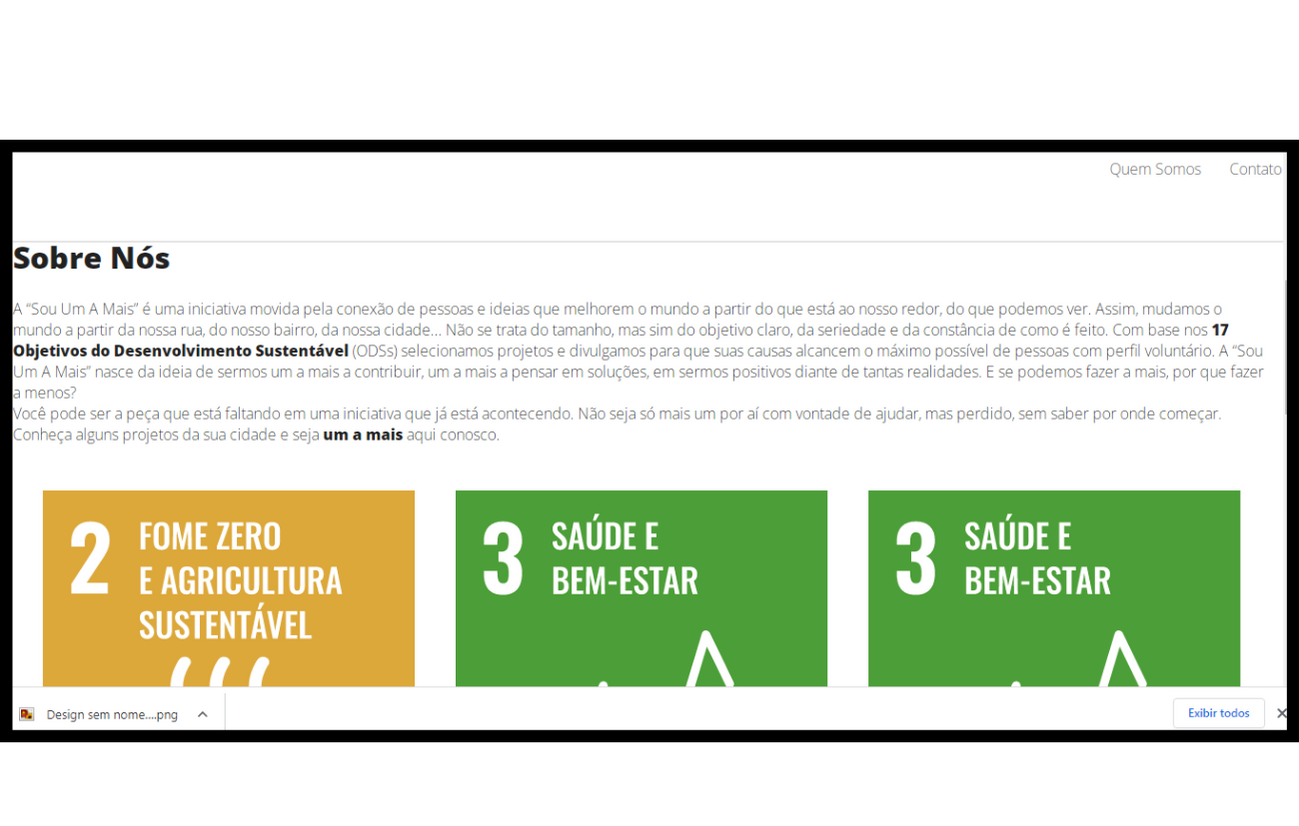 Quem Somos Contato
Sobre Nós
A “Sou Um A Mais” é uma iniciativa movida pela conexão de pessoas e ideias que melhorem o mundo a partir do que está ao nosso redor, do que podemos ver. Assim, mudamos o
mundo a partir da nossa rua, do nosso bairro, da nossa cidade... Não se trata do tamanho, mas sim do objetivo claro, da seriedade e da constância de como é feito. Com base nos 17
Objetivos do Desenvolvimento Sustentável (ODSs) selecionamos projetos e divulgamos para que suas causas alcancem o máximo possível de pessoas com perfil voluntário. A “Sou
Um A Mais” nasce da ideia de sermos um a mais a contribuir, um a mais a pensar em soluções, em sermos positivos diante de tantas realidades. E se podemos fazer a mais, por que fazer
a menos?
Você pode ser a peça que está faltando em uma iniciativa que já está acontecendo. Não seja só mais um por aí com vontade de ajudar, mas perdido, sem saber por onde começar.
Conheça alguns projetos da sua cidade e seja um a mais aqui conosco.
2 FOME ZERO
E AGRICULTURA
SUSTENTÁVEL
3 SAÚDE E
BEM-ESTAR
3 SAÚDE E
BEM-ESTAR
Design sem nome....png
Exibir todos